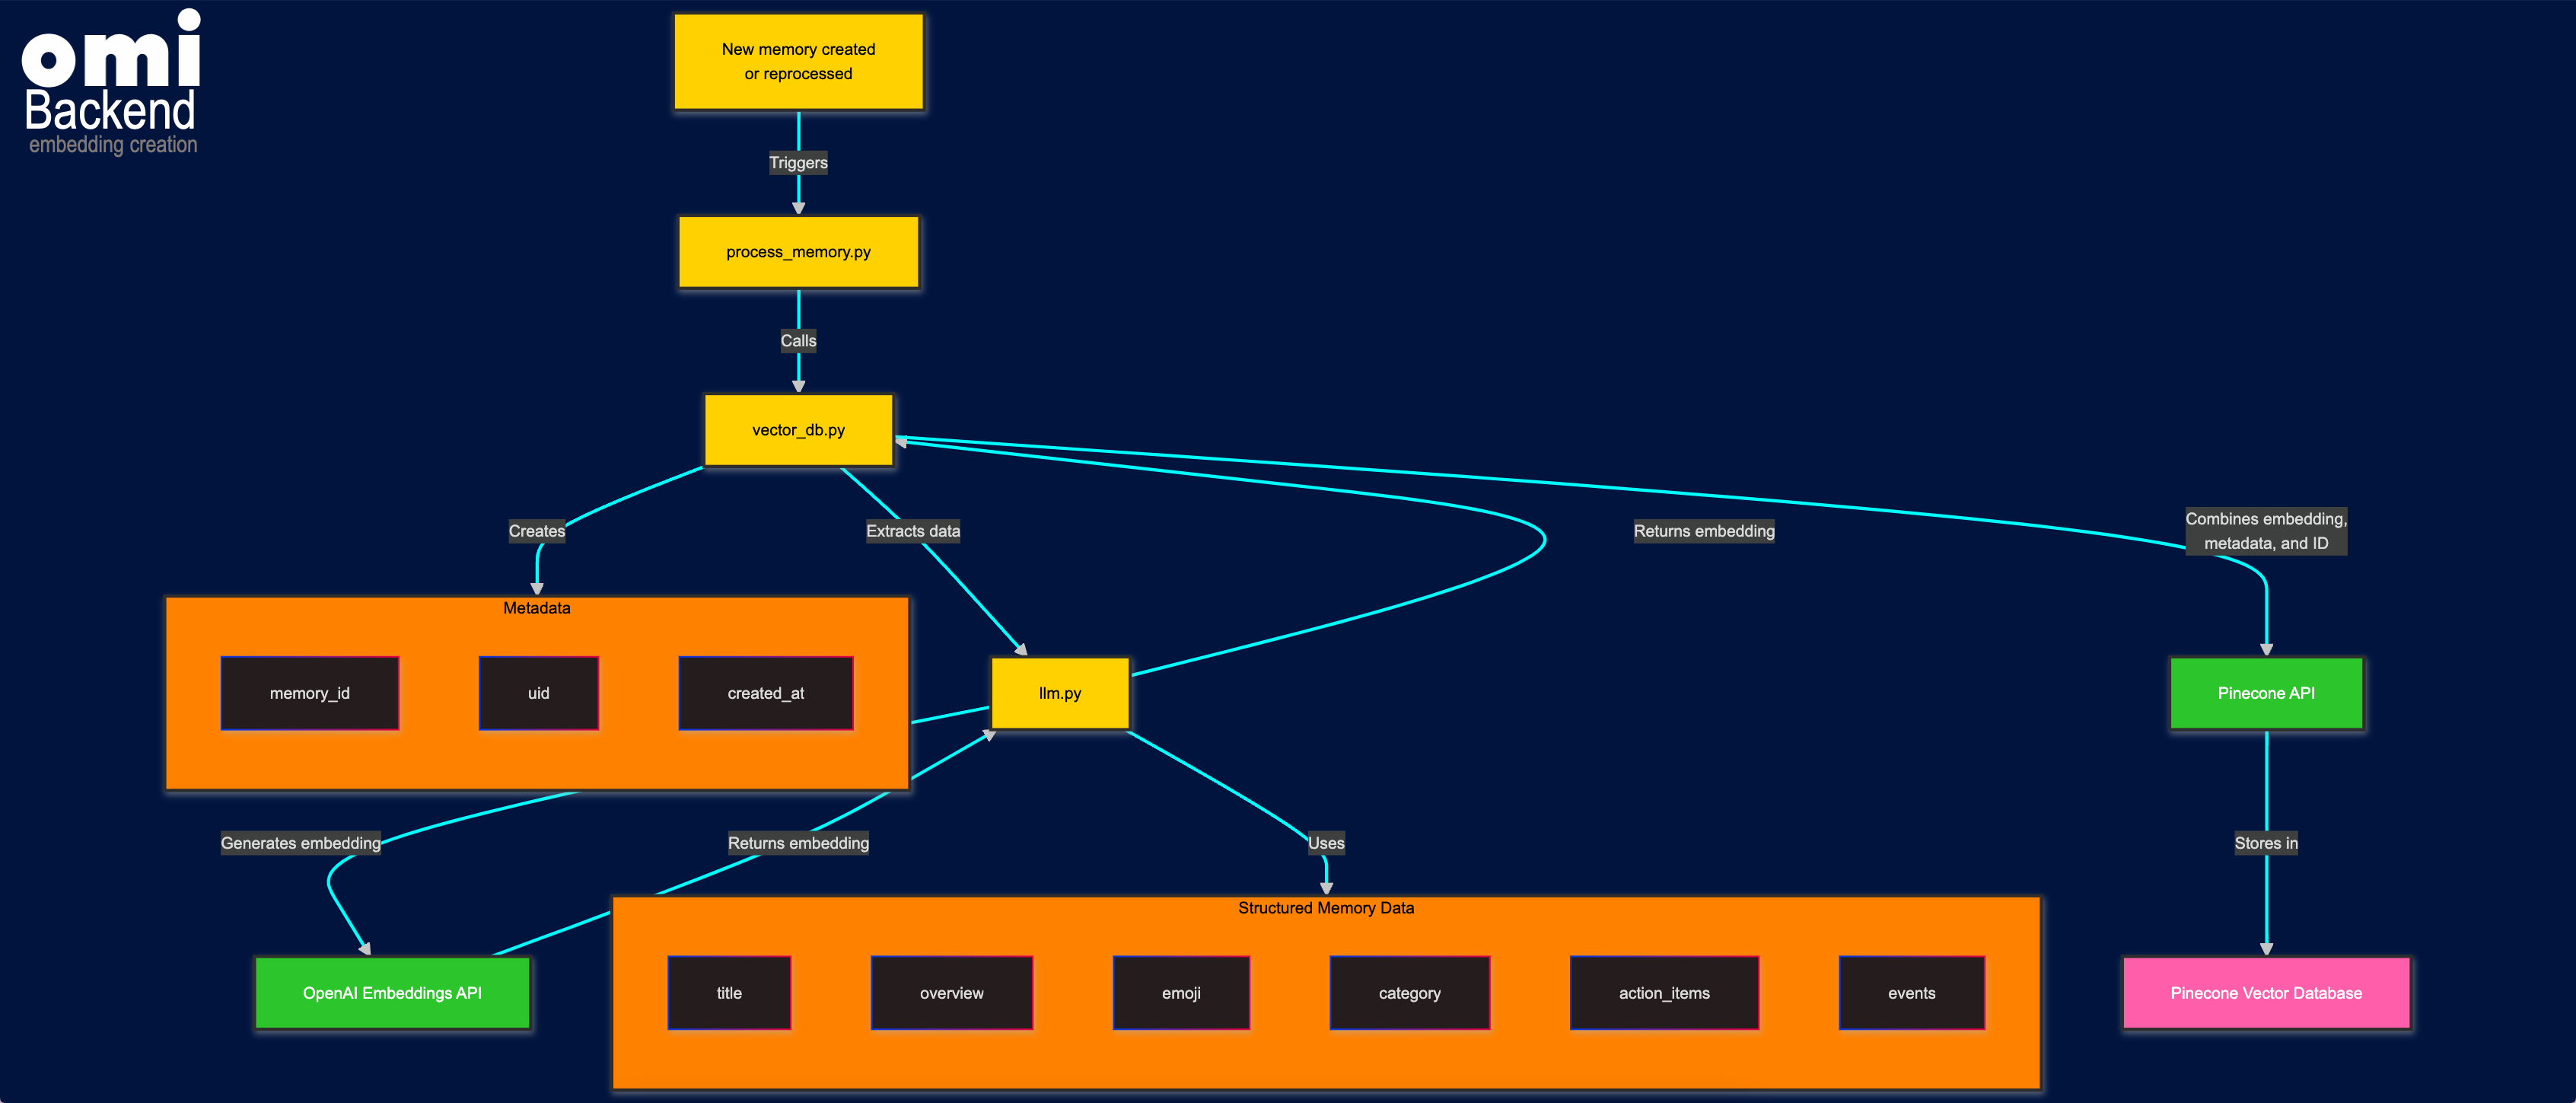 omi
Backend
embedding creation
New memory created
or reprocessed
Triggers
process_memory.py
Calls
vector_db.py
Creates
Extracts data
Returns embedding
Combines embedding,
metadata, and ID
Metadata
memory_id
uid
created_at
llm.py
Pinecone API
Generates embedding
Returns embedding
Uses
Stores in
Structured Memory Data
OpenAI Embeddings API
title
overview
emoji
category
action_items
events
Pinecone Vector Database